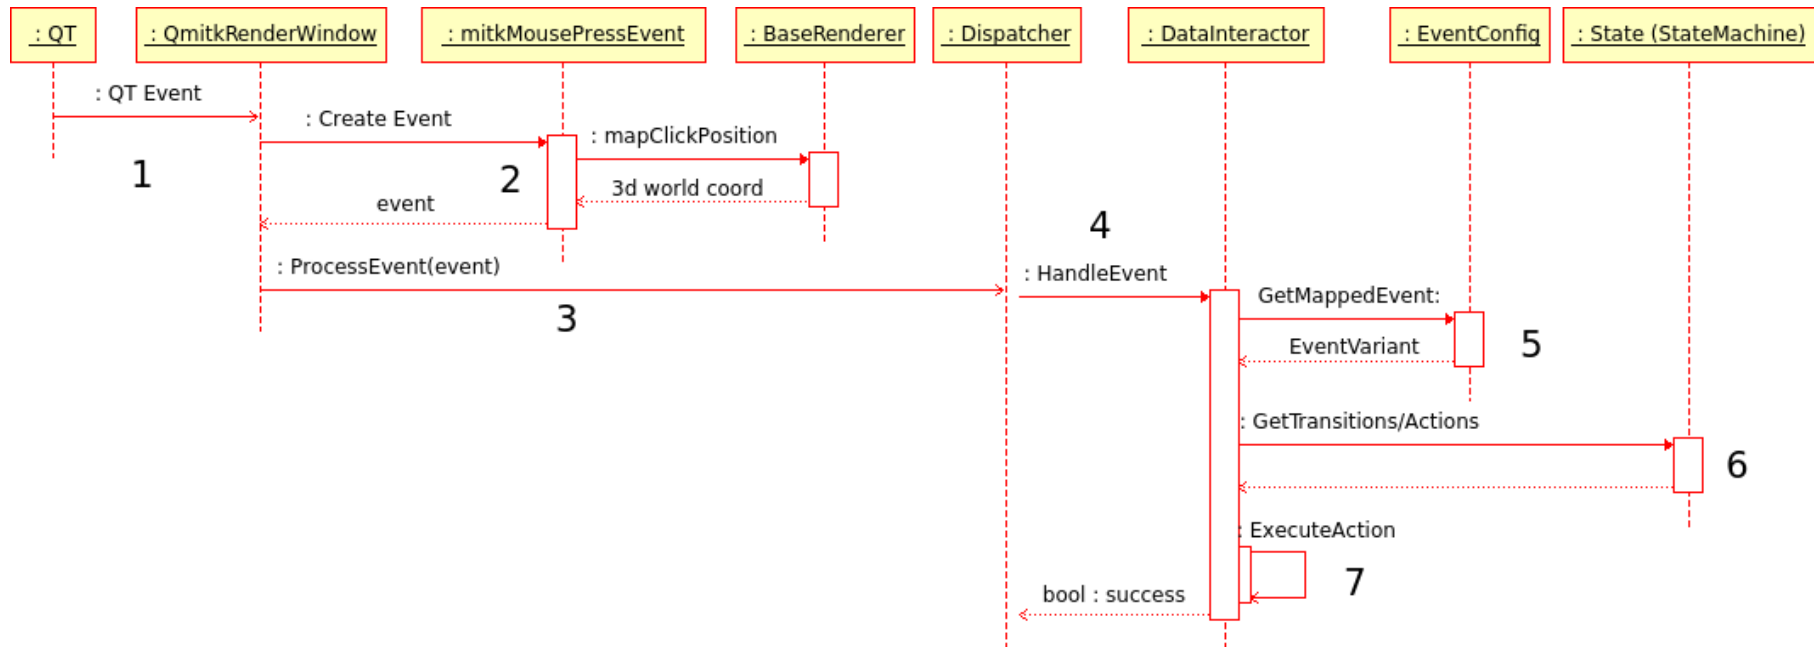 : QT
: QmitkRenderWindow
: mitkMousePressEvent
: BaseRenderer
: Dispatcher
: DataInteractor
: EventConfig
: State (StateMachine)
: QT Event
: Create Event
: mapClickPosition
1
2
3d world coord
event
4
: ProcessEvent(event)
: HandleEvent
3
GetMappedEvent:
EventVariant
5
: GetTransitions/Actions
6
: ExecuteAction
7
bool : success